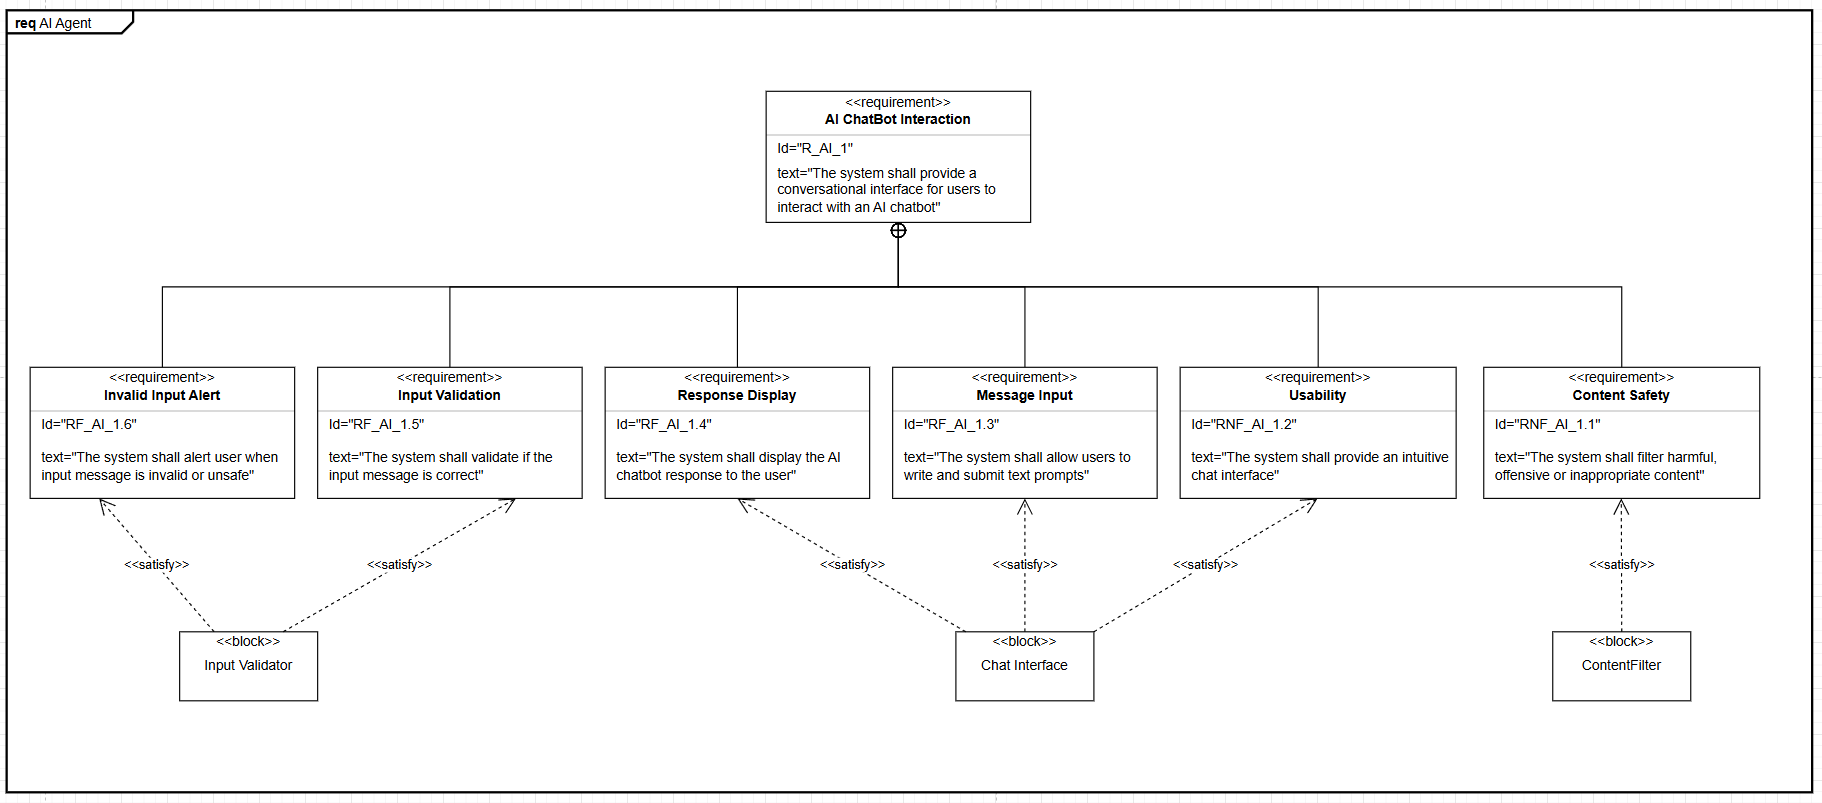 req AI Agent
<<requirement>>
AI ChatBot Interaction
Id="R_AI_1"
text="The system shall provide a
conversational interface for users to
interact with an AI chatbot"
<<requirement>>
Invalid Input Alert
Id="RF_AI_1.6"
text="The system shall alert user when
input message is invalid or unsafe"
<<requirement>>
Input Validation
Id="RF_AI_1.5"
text="The system shall validate if the
input message is correct"
<<requirement>>
Response Display
Id="RF_AI_1.4"
text="The system shall display the AI
chatbot response to the user"
<<requirement>>
Message Input
Id="RF_AI_1.3"
text="The system shall allow users to
write and submit text prompts"
<<requirement>>
Usability
Id="RNF_AI_1.2"
text="The system shall provide an intuitive
chat interface"
<<requirement>>
Content Safety
Id="RNF_AI_1.1"
text="The system shall filter harmful,
offensive or inappropriate content"
<<satisfy>>
<<satisfy>>
<<satisfy>>
<<satisfy>>
<<satisfy>>
<<satisfy>>
<<block>>
Input Validator
<<block>>
Chat Interface
<<block>>
ContentFilter